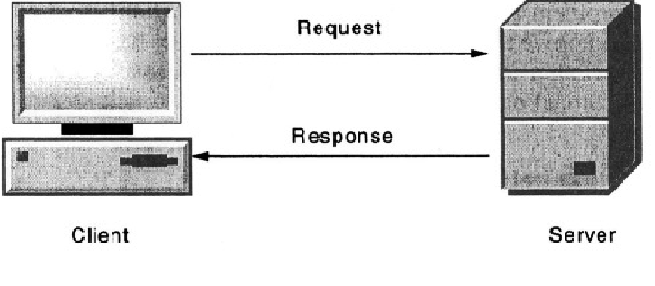 Request
Response
Client
Server